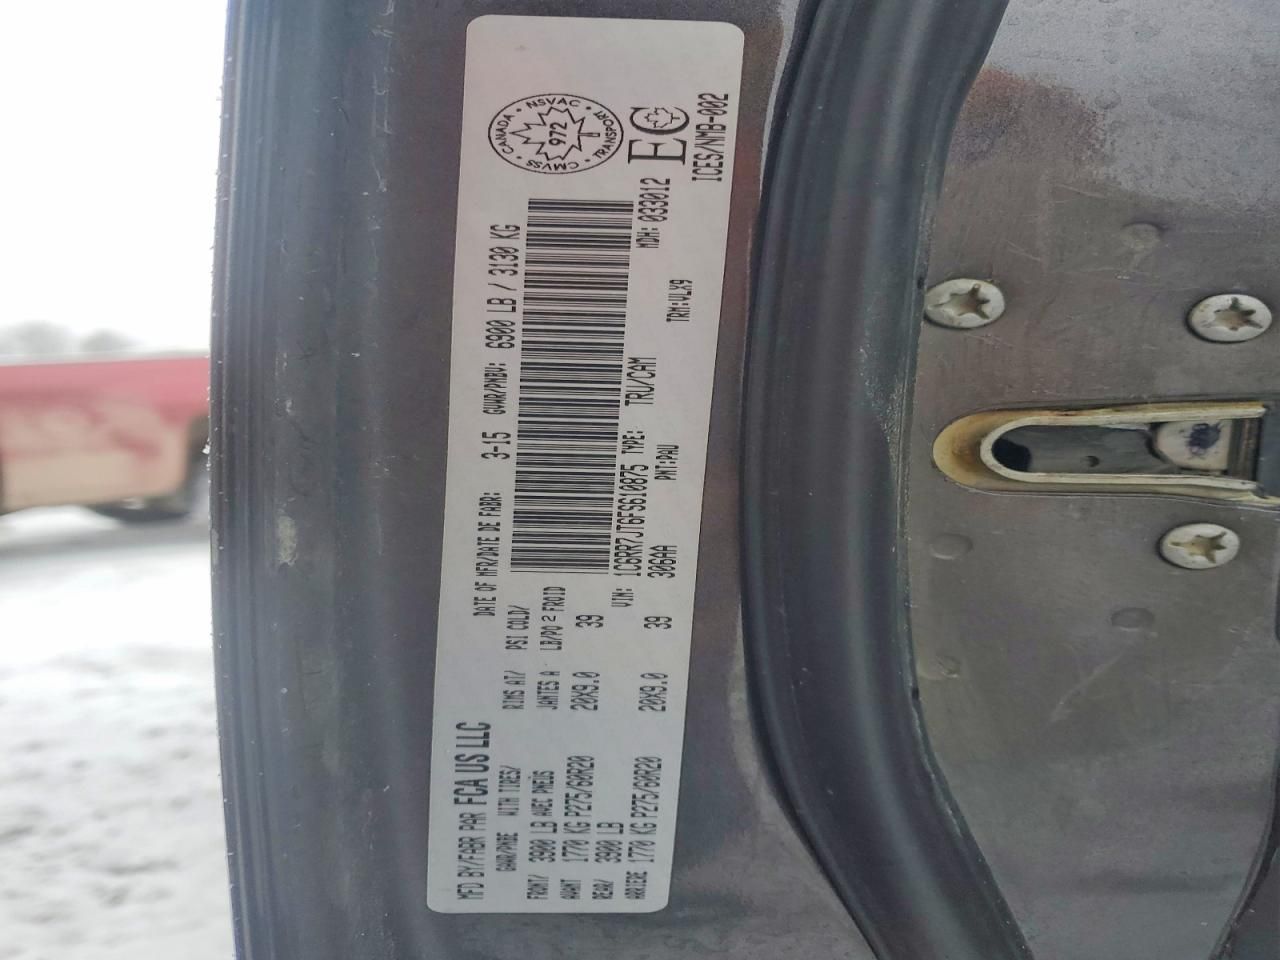 MFD BY/FABR PAR FCA US LLC
DATE OF MFR/DATE DE FABR: 3-15 GVWR/PNBV: 6900 LB / 3130 KG
GAWR/PNBE WITH TIRES/ RIMS AT/ PSI COLD/
FRONT/ 3900 LB AVEC PNEUS JANTES A LB/PO 2 FROID
AVANT 1770 KG P275/60R20 20X9.0 39
REAR/ 3900 LB
VIN: 1C6RR7JT6FS610875 TYPE: TRU/CAM MDH: 033012
ARRIERE 1770 KG P275/60R20 20X9.0 39
306AA PNT:PAU TRM:VLX9
CANADA • NSVAC • TRANSPORT • CMVSS •
972
EC
ICES/NMB-002